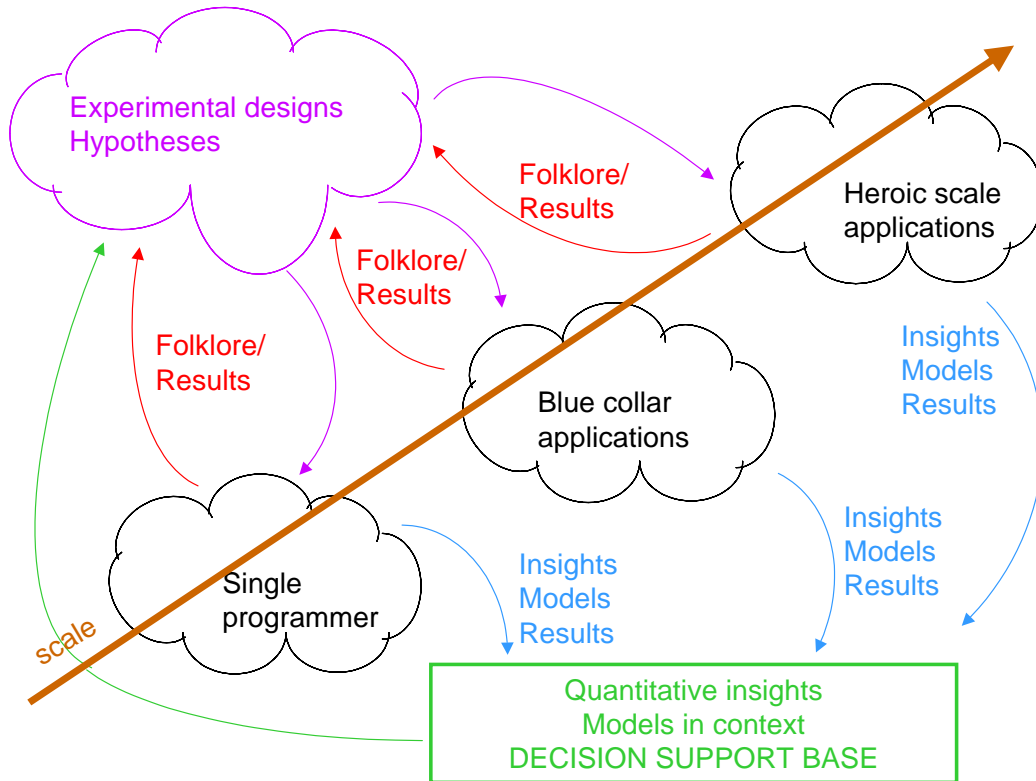 Experimental designs
Hypotheses
Folklore/
Results
Heroic scale
applications
Folklore/
Results
Folklore/
Results
Insights
Models
Results
Blue collar
applications
Insights
Models
Results
Insights
Models
Results
Single
programmer
scale
Quantitative insights
Models in context
DECISION SUPPORT BASE